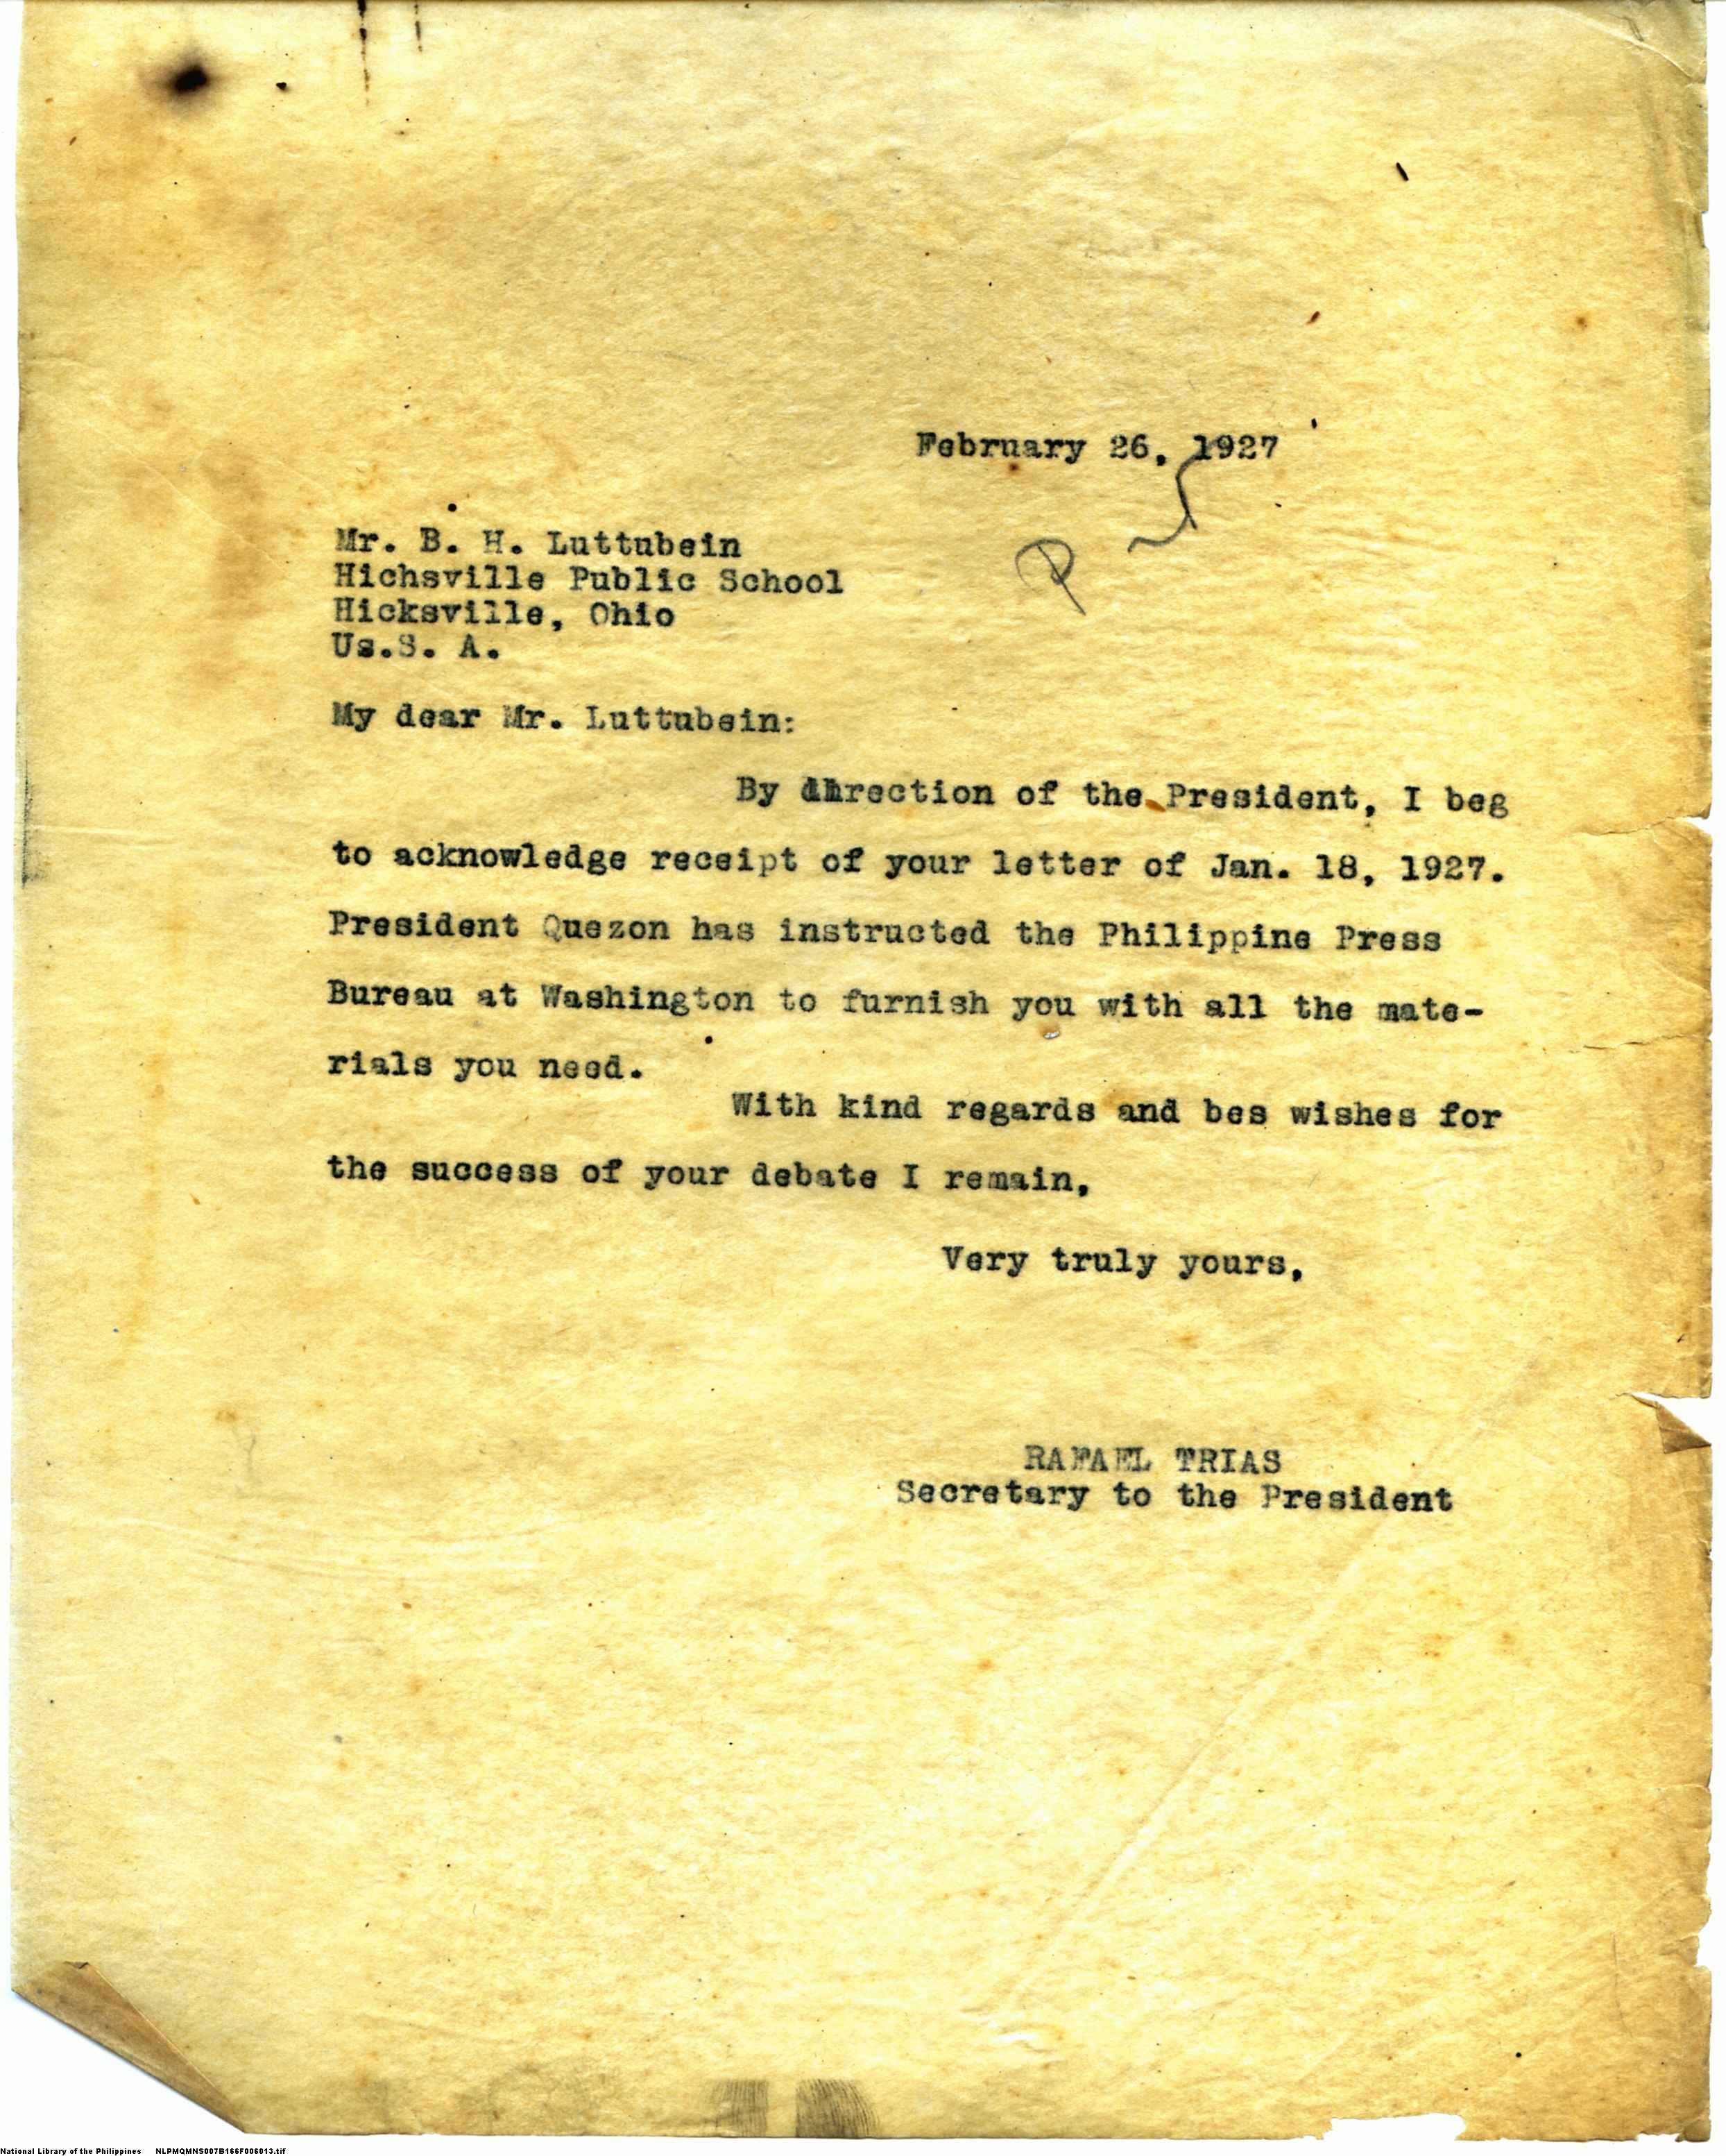 February 26, 1927
P
Mr. B. H. Luttubein
Hichsville Public School
Hicksville, Ohio
Us.S. A.
My dear Mr. Luttubein:
By direction of the President, I beg
to acknowledge receipt of your letter of Jan. 18, 1927.
President Quezon has instructed the Philippine Press
Bureau at Washington to furnish you with all the mate-
rials you need.
With kind regards and bes wishes for
the success of your debate I remain,
Very truly yours,
RAFAEL TRIAS
Secretary to the President
National Library of the Philippines NLPMQMNS007B166F006013.tif